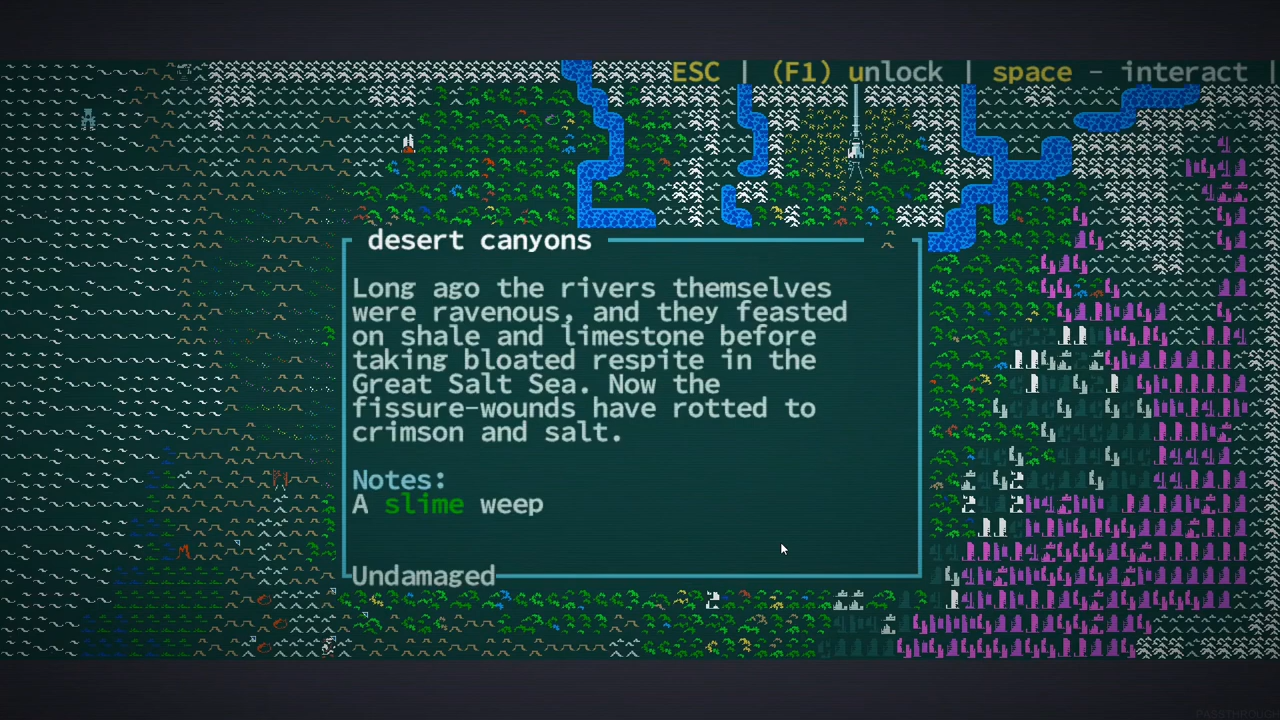 ESC | (F1) unlock | space - interact |
desert canyons
Long ago the rivers themselves
were ravenous, and they feasted
on shale and limestone before
taking bloated respite in the
Great Salt Sea. Now the
fissure-wounds have rotted to
crimson and salt.
Notes:
A slime weep
Undamaged